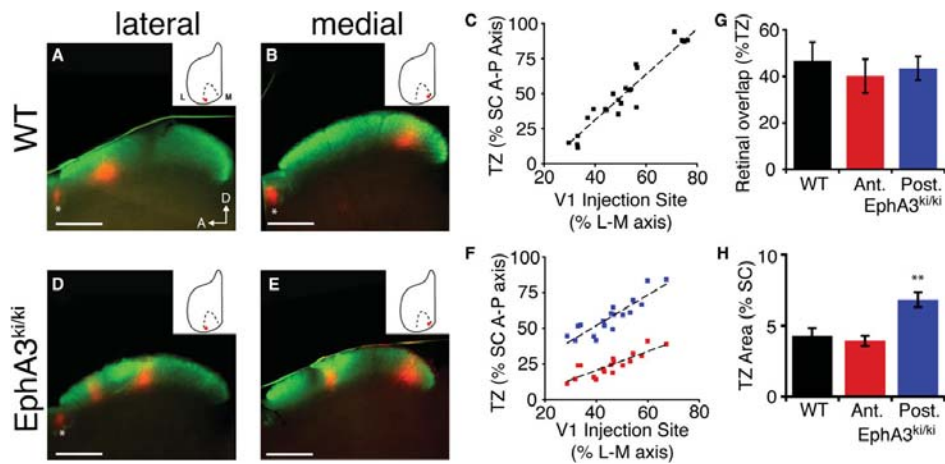 lateral
medial
WT
A
L
M
*
D
A
B
*
EphA3ki/ki
D
*
E
C
TZ (% SC A-P Axis)
100
75
50
25
0
20
40
60
80
V1 Injection Site
(% L-M axis)
F
TZ (% SC A-P axis)
100
75
50
25
0
20
40
60
80
V1 Injection Site
(% L-M axis)
G
Retinal overlap (%TZ)
60
40
20
0
WT
Ant.
Post.
EphA3ki/ki
H
TZ Area (% SC)
10
5
0
**
WT
Ant.
Post.
EphA3ki/ki